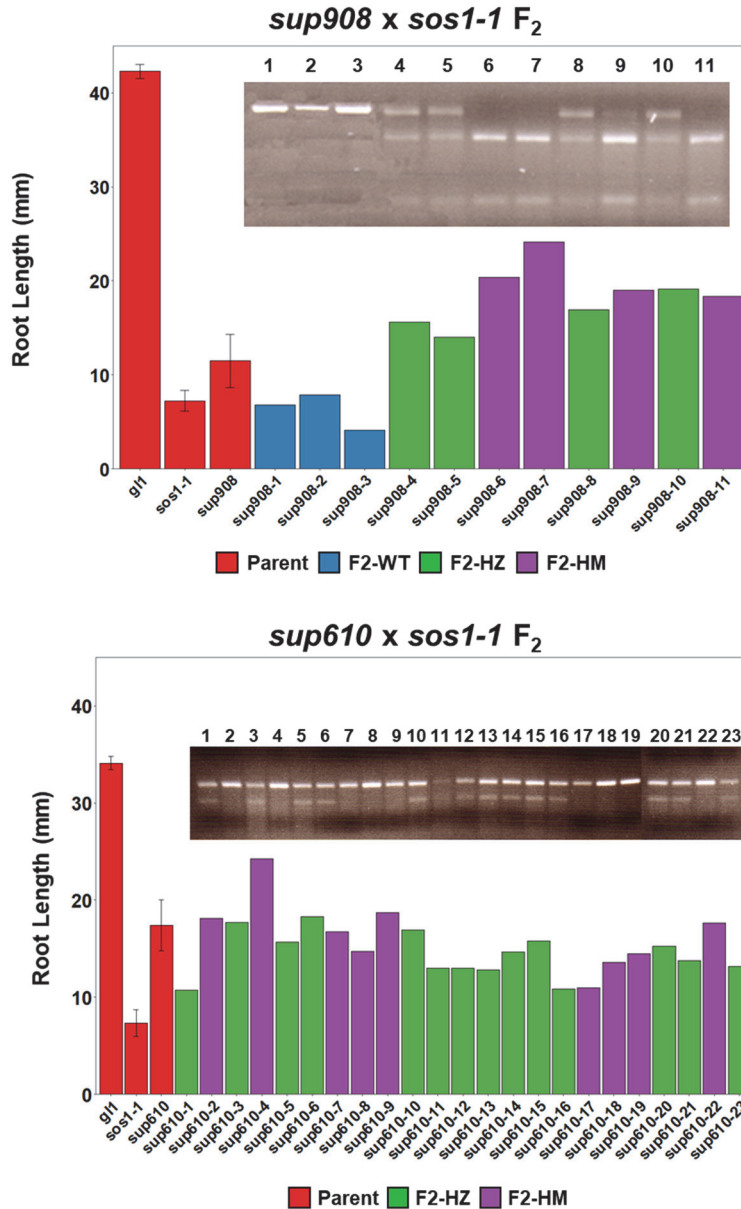 sup908 x sos1-1 F2
1 2 3 4 5 6 7 8 9 10 11
40
30
20
10
0
Root Length (mm)
gl1 sos1-1 sup908 sup908-1 sup908-2 sup908-3 sup908-4 sup908-5 sup908-6 sup908-7 sup908-8 sup908-9 sup908-10 sup908-11
Parent F2-WT F2-HZ F2-HM
sup610 x sos1-1 F2
1 2 3 4 5 6 7 8 9 10 11 12 13 14 15 16 17 18 19 20 21 22 23
40
30
20
10
0
Root Length (mm)
gl1 sos1-1 sup610 sup610-1 sup610-2 sup610-3 sup610-4 sup610-5 sup610-6 sup610-7 sup610-8 sup610-9 sup610-10 sup610-11 sup610-12 sup610-13 sup610-14 sup610-15 sup610-16 sup610-17 sup610-18 sup610-19 sup610-20 sup610-21 sup610-22 sup610-23
Parent F2-HZ F2-HM